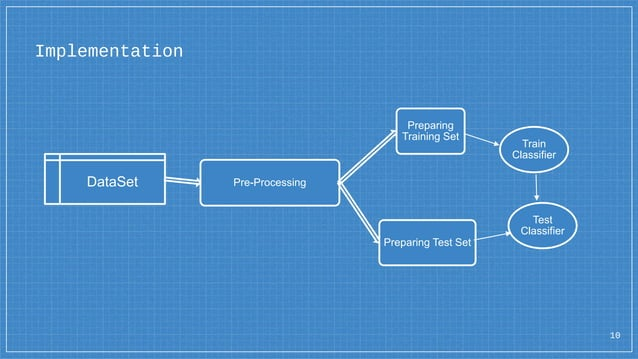 Implementation
Preparing
Training Set
Train
Classifier
DataSet
Pre-Processing
Test
Classifier
Preparing Test Set
10